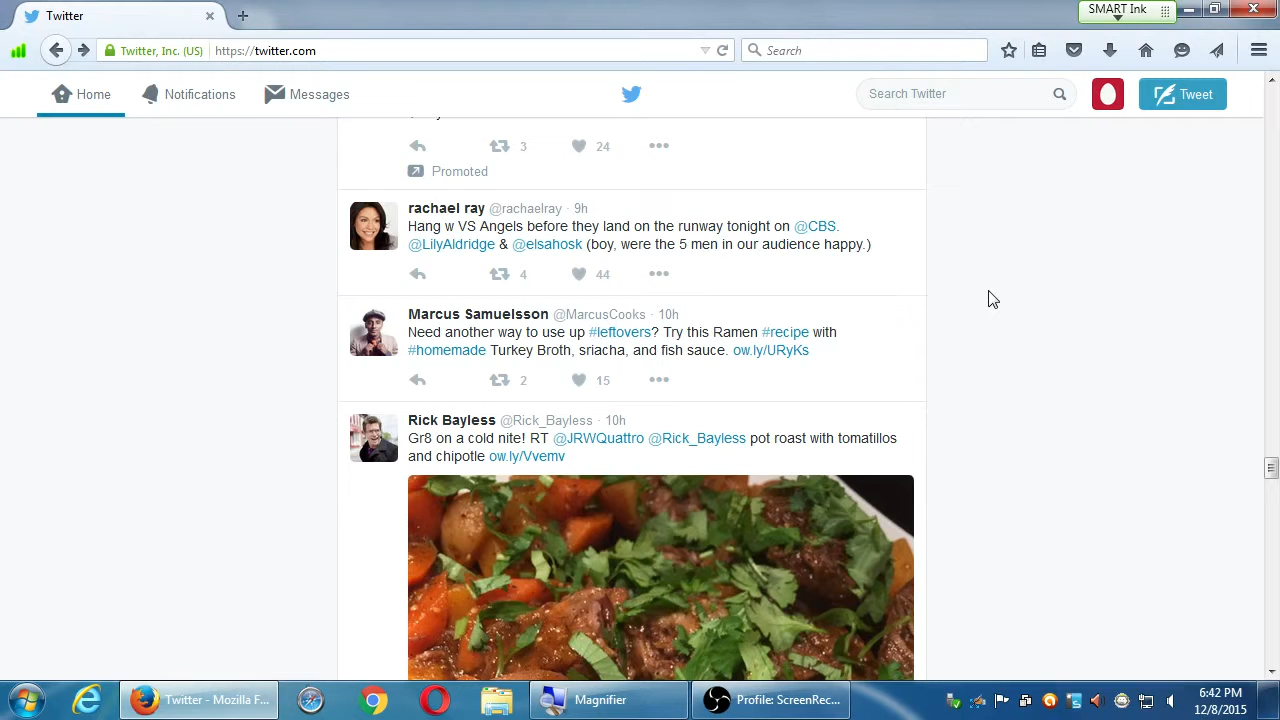 Twitter
SMART Ink
Twitter, Inc. (US)
https://twitter.com
Search
Home
Notifications
Messages
Search Twitter
Tweet
3
24
Promoted
rachael ray @rachaelray · 9h
Hang w VS Angels before they land on the runway tonight on @CBS.
@LilyAldridge & @elsahosk (boy, were the 5 men in our audience happy.)
4
44
Marcus Samuelsson @MarcusCooks · 10h
Need another way to use up #leftovers? Try this Ramen #recipe with
#homemade Turkey Broth, sriacha, and fish sauce. ow.ly/URyKs
2
15
Rick Bayless @Rick_Bayless · 10h
Gr8 on a cold nite! RT @JRWQuattro @Rick_Bayless pot roast with tomatillos
and chipotle ow.ly/Vvemv
Twitter - Mozilla F...
Magnifier
Profile: ScreenRec...
6:42 PM
12/8/2015